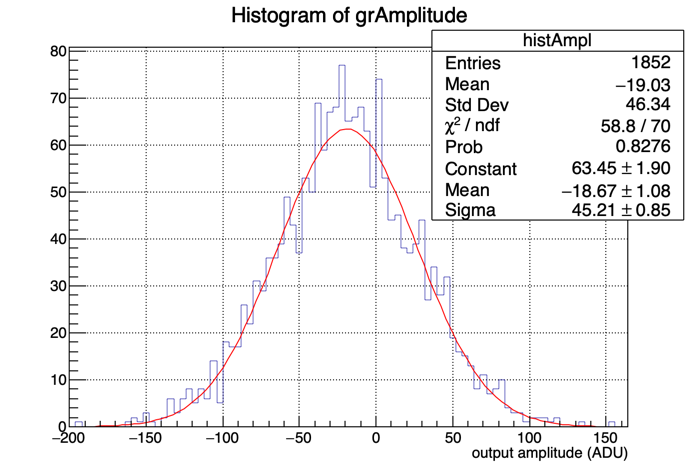 Histogram of grAmplitude
histAmpl
Entries 1852
Mean −19.03
Std Dev 46.34
χ² / ndf 58.8 / 70
Prob 0.8276
Constant 63.45 ± 1.90
Mean −18.67 ± 1.08
Sigma 45.21 ± 0.85
80
70
60
50
40
30
20
10
0
−200 −150 −100 −50 0 50 100 150
output amplitude (ADU)